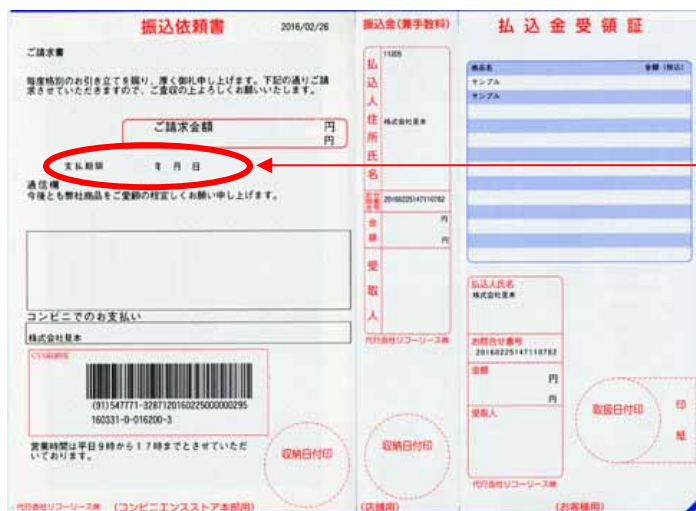 振込依頼書
2016/02/26
ご請求書
毎度格別のお引き立てを賜り、厚く御礼申し上げます。下記の通りご請
求させていただきますので、ご査収の上よろしくお願いいたします。
ご請求金額 円
円
支払期限 年 月 日
通信欄
今後とも弊社商品をご愛顧の程宜しくお願い申し上げます。
コンビニでのお支払い
株式会社見本
(91)547771-3287120160225000000295
160331-0-016200-3
営業時間は平日9時から17時までとさせていただ
いております。
収納日付印
代行会社リコーリース㈱ (コンビニエンスストア本部用)
振込金(兼手数料)
払込人住所氏名
11205
株式会社見本
20160225147110782
金額
円
円
受取人
代行会社リコーリース㈱
収納日付印
(店舗用)
払込金受領証
商品名 金額(税込)
サンプル
サンプル
払込人氏名
株式会社見本
お問合せ番号
20160225147110782
金額
円
円
受取人
取扱日付印
印
紙
代行会社リコーリース㈱
(お客様用)